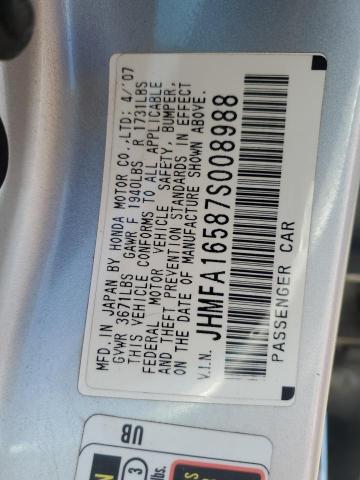 MFD. IN JAPAN BY HONDA MOTOR CO.,LTD: 4/'07
GVWR 3671LBS GAWR F 1940LBS R 1731LBS
THIS VEHICLE CONFORMS TO ALL APPLICABLE
FEDERAL MOTOR VEHICLE SAFETY, BUMPER,
AND THEFT PREVENTION STANDARDS IN EFFECT
ON THE DATE OF MANUFACTURE SHOWN ABOVE.
V.I.N. JHMFA16587S008988
PASSENGER CAR
UB
3
lbs.